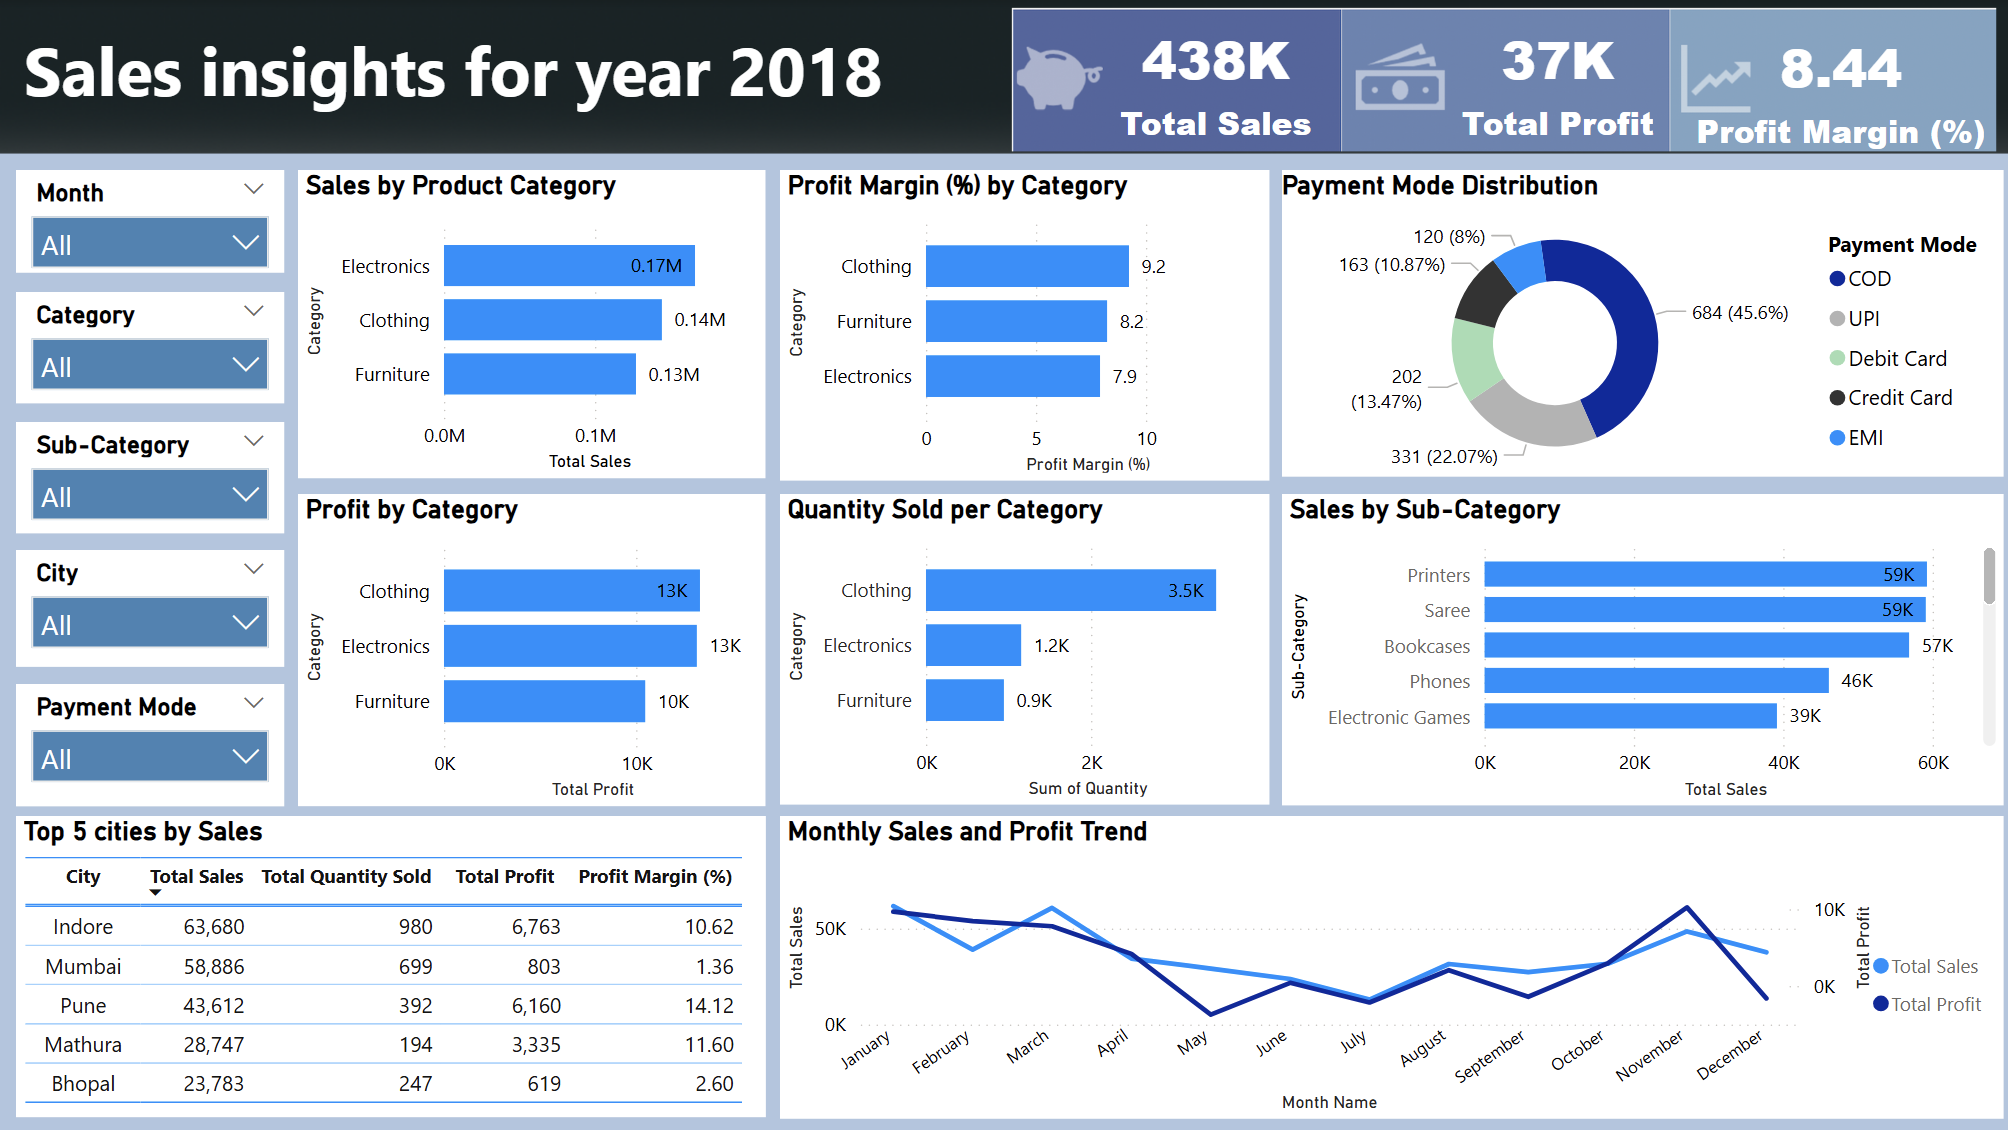 Sales insights for year 2018
438K
Total Sales
37K
Total Profit
8.44
Profit Margin (%)
Month
All
Category
All
Sub-Category
All
City
All
Payment Mode
All
Sales by Product Category
Category
Electronics 0.17M
Clothing 0.14M
Furniture 0.13M
0.0M 0.1M
Total Sales
Profit Margin (%) by Category
Category
Clothing 9.2
Furniture 8.2
Electronics 7.9
0 5 10
Profit Margin (%)
Payment Mode Distribution
120 (8%)
163 (10.87%)
684 (45.6%)
202
(13.47%)
331 (22.07%)
Payment Mode
COD
UPI
Debit Card
Credit Card
EMI
Profit by Category
Category
Clothing 13K
Electronics 13K
Furniture 10K
0K 10K
Total Profit
Quantity Sold per Category
Category
Clothing 3.5K
Electronics 1.2K
Furniture 0.9K
0K 2K
Sum of Quantity
Sales by Sub-Category
Sub-Category
Printers 59K
Saree 59K
Bookcases 57K
Phones 46K
Electronic Games 39K
0K 20K 40K 60K
Total Sales
Top 5 cities by Sales
City Total Sales Total Quantity Sold Total Profit Profit Margin (%)
Indore 63,680 980 6,763 10.62
Mumbai 58,886 699 803 1.36
Pune 43,612 392 6,160 14.12
Mathura 28,747 194 3,335 11.60
Bhopal 23,783 247 619 2.60
Monthly Sales and Profit Trend
Total Sales
50K
0K
10K
0K
Total Profit
Total Sales
Total Profit
January February March April May June July August September October November December
Month Name